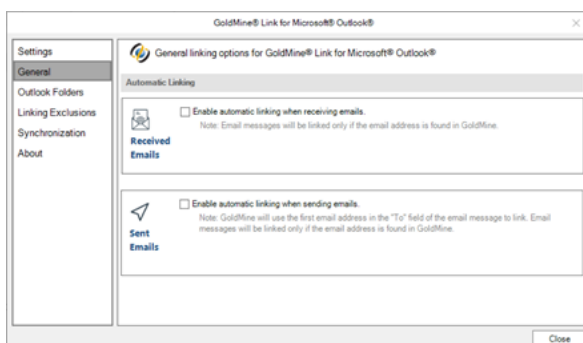 GoldMine® Link for Microsoft® Outlook®
Settings
General
Outlook Folders
Linking Exclusions
Synchronization
About
General linking options for GoldMine® Link for Microsoft® Outlook®
Automatic Linking
Enable automatic linking when receiving emails.
Note: Email messages will be linked only if the email address is found in GoldMine.
Received
Emails
Enable automatic linking when sending emails.
Note: GoldMine will use the first email address in the "To" field of the email message to link. Email
messages will be linked only if the email address is found in GoldMine.
Sent
Emails
Close